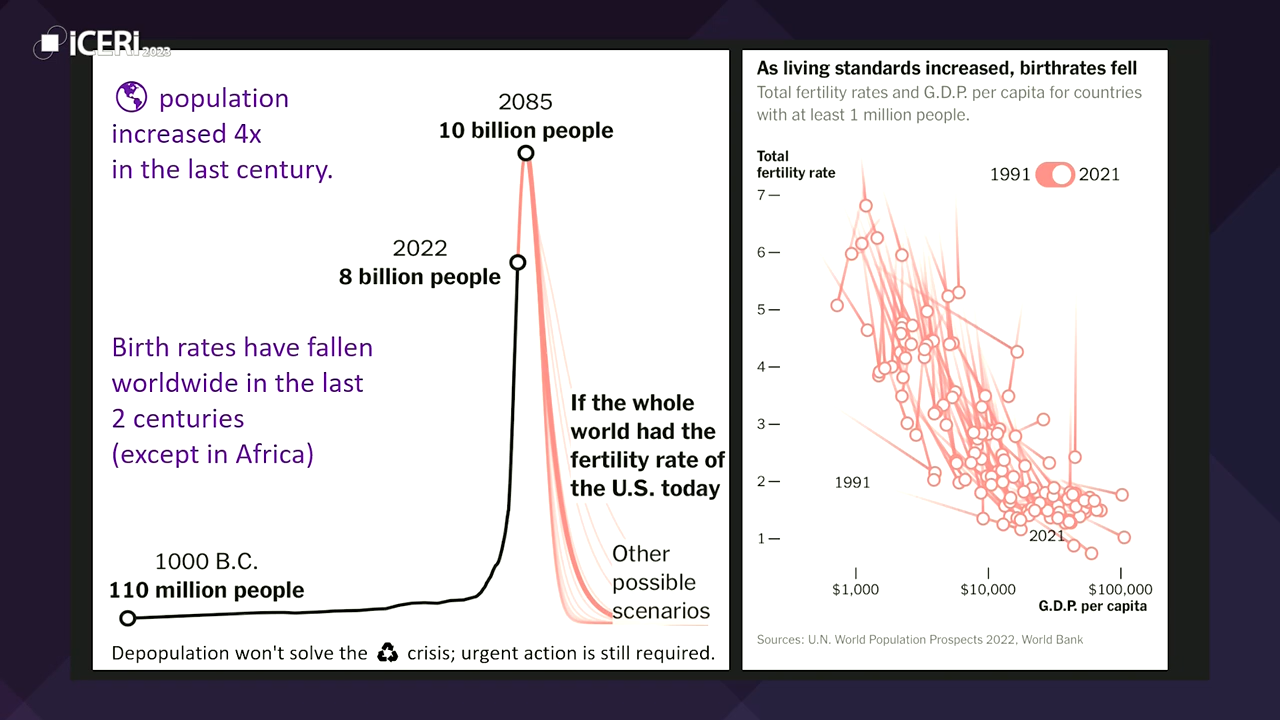 iCERi 2023
population
increased 4x
in the last century.
2085
10 billion people
2022
8 billion people
Birth rates have fallen
worldwide in the last
2 centuries
(except in Africa)
If the whole
world had the
fertility rate of
the U.S. today
Other
possible
scenarios
1000 B.C.
110 million people
Depopulation won't solve the crisis; urgent action is still required.
As living standards increased, birthrates fell
Total fertility rates and G.D.P. per capita for countries
with at least 1 million people.
Total
fertility rate
1991 2021
7
6
5
4
3
2
1
1991
2021
$1,000 $10,000 $100,000
G.D.P. per capita
Sources: U.N. World Population Prospects 2022, World Bank